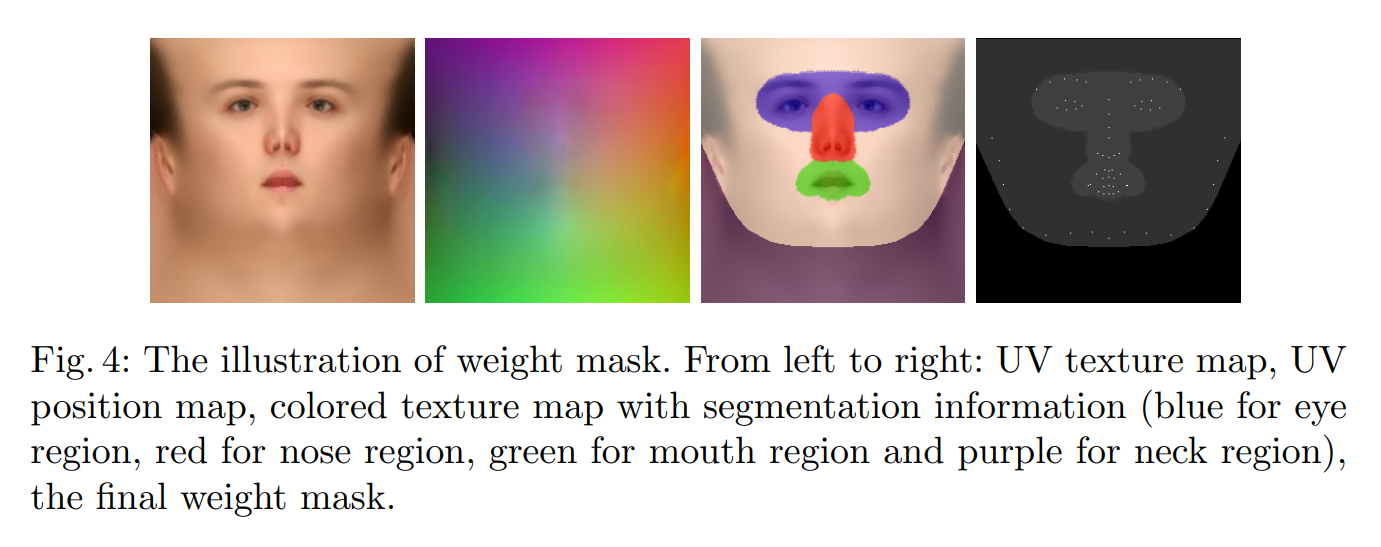 Fig. 4: The illustration of weight mask. From left to right: UV texture map, UV
position map, colored texture map with segmentation information (blue for eye
region, red for nose region, green for mouth region and purple for neck region),
the final weight mask.